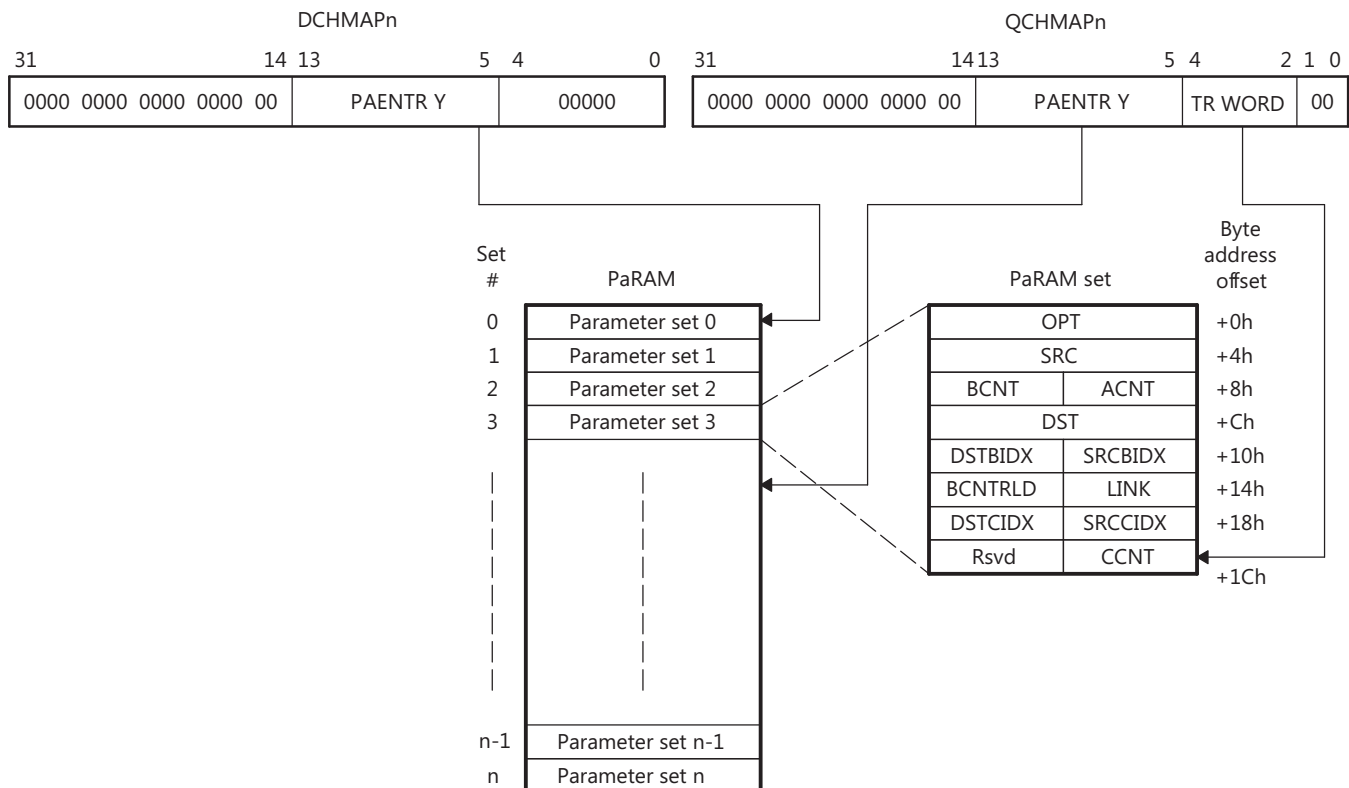 DCHMAPn
QCHMAPn
31 14 13 5 4 0
31 14 13 5 4 2 1 0
0000 0000 0000 0000 00 PAENTR Y 00000
0000 0000 0000 0000 00 PAENTR Y TR WORD 00
Set
#
PaRAM
PaRAM set
Byte
address
offset
0 Parameter set 0
1 Parameter set 1
2 Parameter set 2
3 Parameter set 3
n-1 Parameter set n-1
n Parameter set n
OPT +0h
SRC +4h
BCNT ACNT +8h
DST +Ch
DSTBIDX SRCBIDX +10h
BCNTRLD LINK +14h
DSTCIDX SRCCIDX +18h
Rsvd CCNT +1Ch